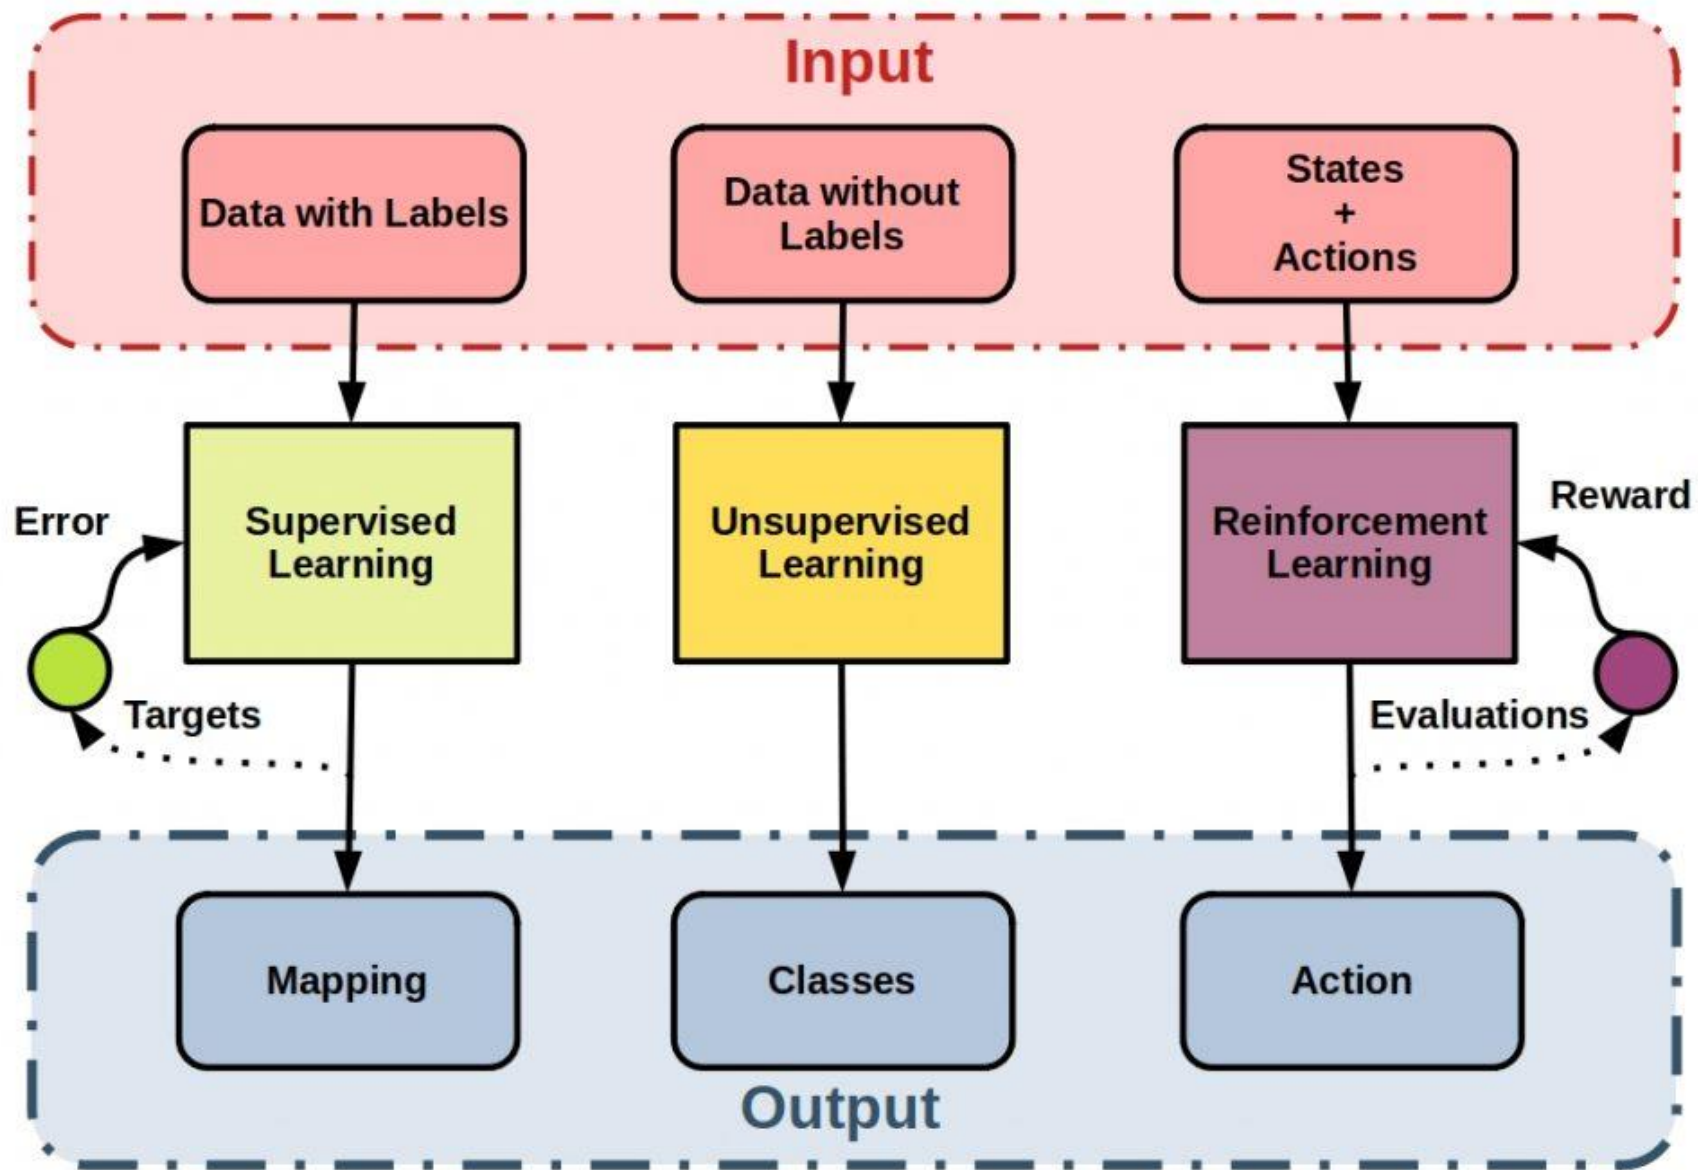 Input
Data with Labels
Data without
Labels
States
+
Actions
Error
Supervised
Learning
Unsupervised
Learning
Reinforcement
Learning
Reward
Targets
Evaluations
Mapping
Classes
Action
Output